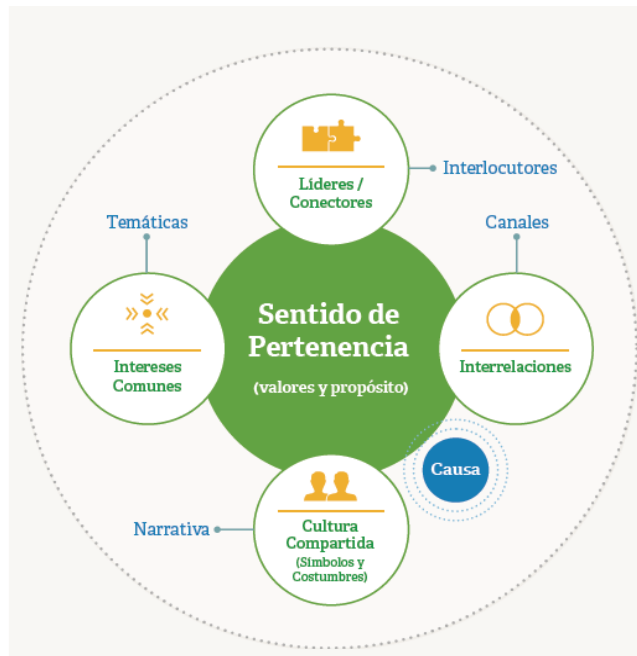 Líderes /
Conectores
Interlocutores
Temáticas
Canales
Sentido de
Pertenencia
(valores y propósito)
Intereses
Comunes
Interrelaciones
Causa
Narrativa
Cultura
Compartida
(Símbolos y
Costumbres)